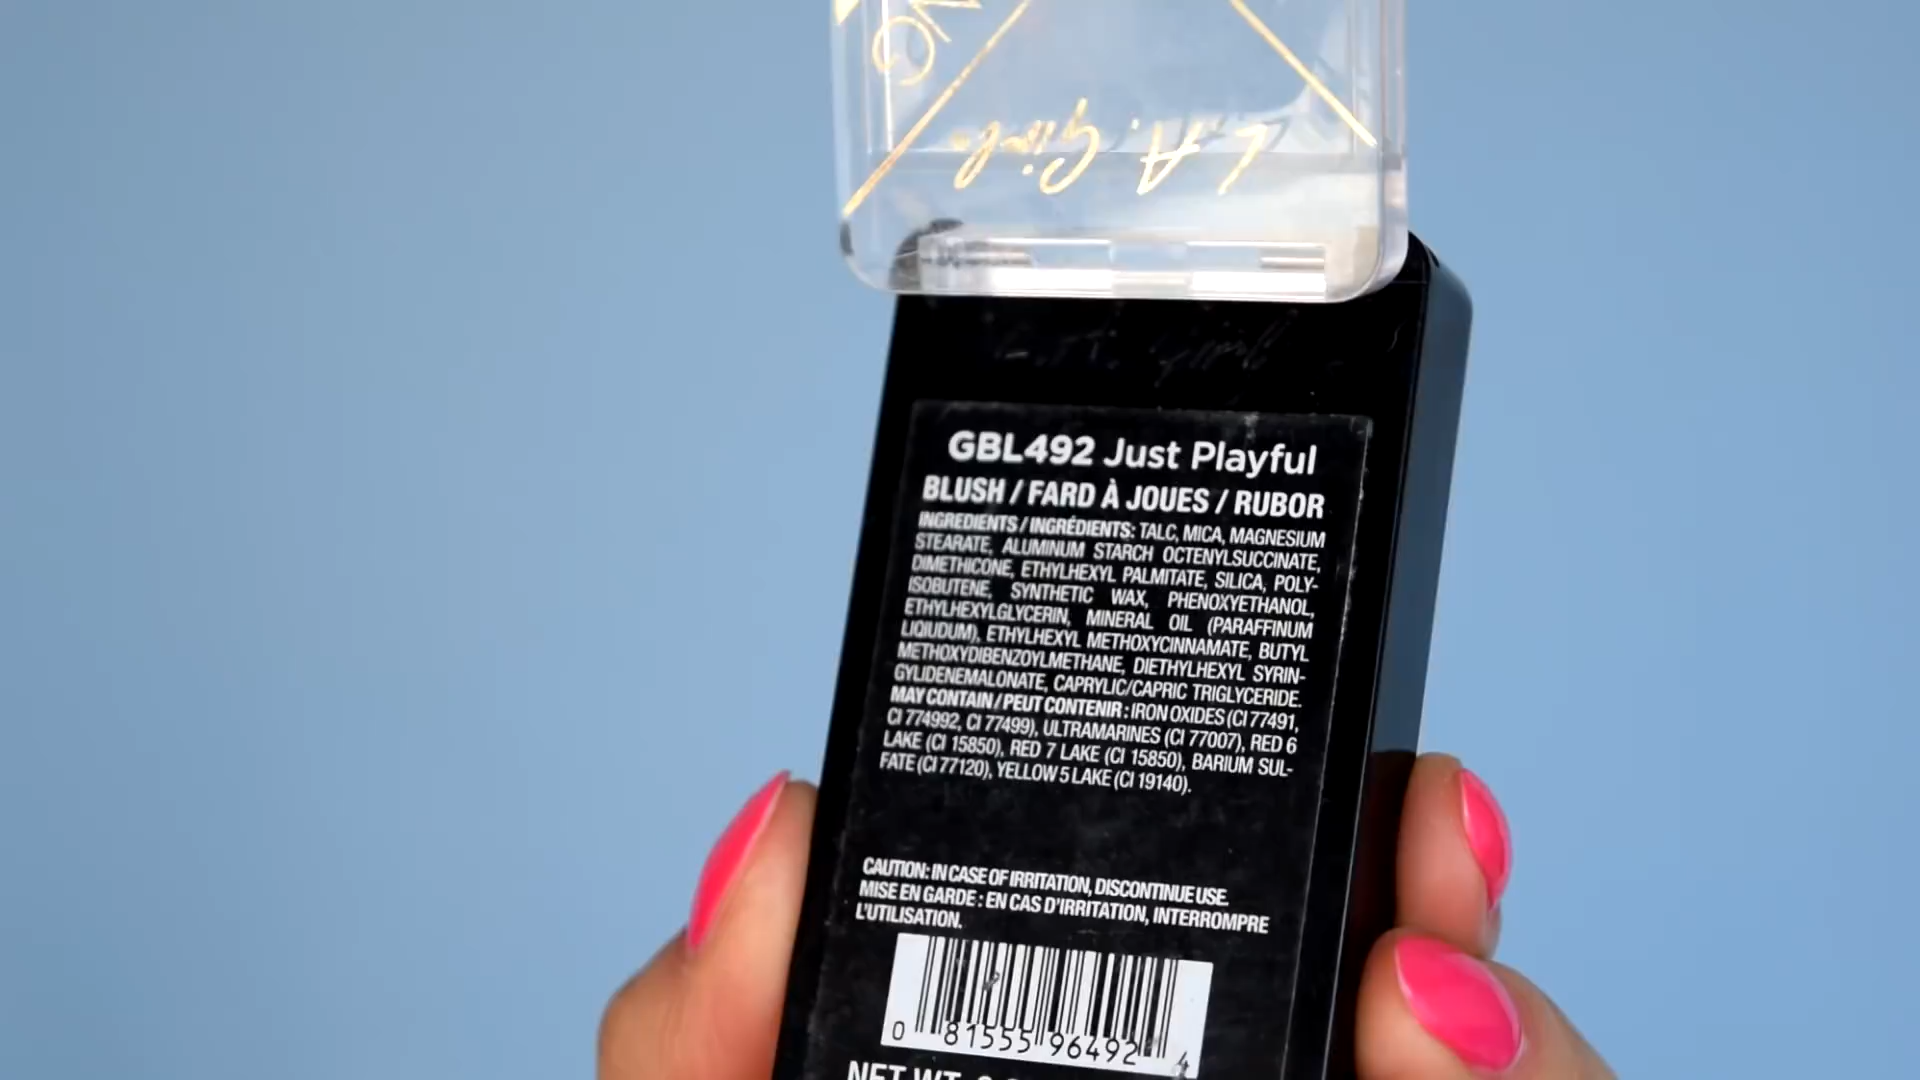 NG
L.A. Girl
GBL492 Just Playful
BLUSH / FARD À JOUES / RUBOR
INGREDIENTS / INGRÉDIENTS: TALC, MICA, MAGNESIUM
STEARATE, ALUMINUM STARCH OCTENYLSUCCINATE,
DIMETHICONE, ETHYLHEXYL PALMITATE, SILICA, POLY-
ISOBUTENE, SYNTHETIC WAX, PHENOXYETHANOL,
ETHYLHEXYLGLYCERIN, MINERAL OIL (PARAFFINUM
LIQIUDUM), ETHYLHEXYL METHOXYCINNAMATE, BUTYL
METHOXYDIBENZOYLMETHANE, DIETHYLHEXYL SYRIN-
GYLIDENEMALONATE, CAPRYLIC/CAPRIC TRIGLYCERIDE.
MAY CONTAIN / PEUT CONTENIR : IRON OXIDES (CI 77491,
CI 774992, CI 77499), ULTRAMARINES (CI 77007), RED 6
LAKE (CI 15850), RED 7 LAKE (CI 15850), BARIUM SUL-
FATE (CI 77120), YELLOW 5 LAKE (CI 19140).
CAUTION: IN CASE OF IRRITATION, DISCONTINUE USE.
MISE EN GARDE : EN CAS D'IRRITATION, INTERROMPRE
L'UTILISATION.
0 81555 96492 4
NET WT.